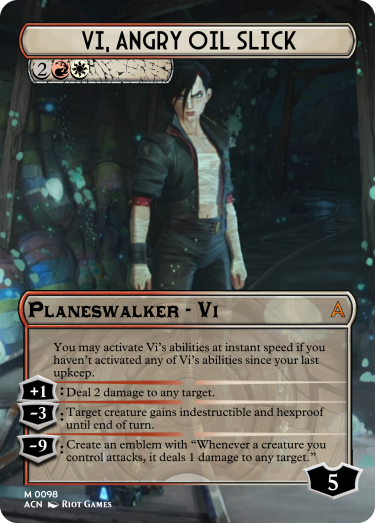 VI, ANGRY OIL SLICK
2
PLANESWALKER - VI A
You may activate Vi’s abilities at instant speed if you
haven’t activated any of Vi’s abilities since your last
upkeep.
+1 : Deal 2 damage to any target.
-3 : Target creature gains indestructible and hexproof
until end of turn.
-9 : Create an emblem with “Whenever a creature you
control attacks, it deals 1 damage to any target.”
5
M 0098
ACN RIOT GAMES